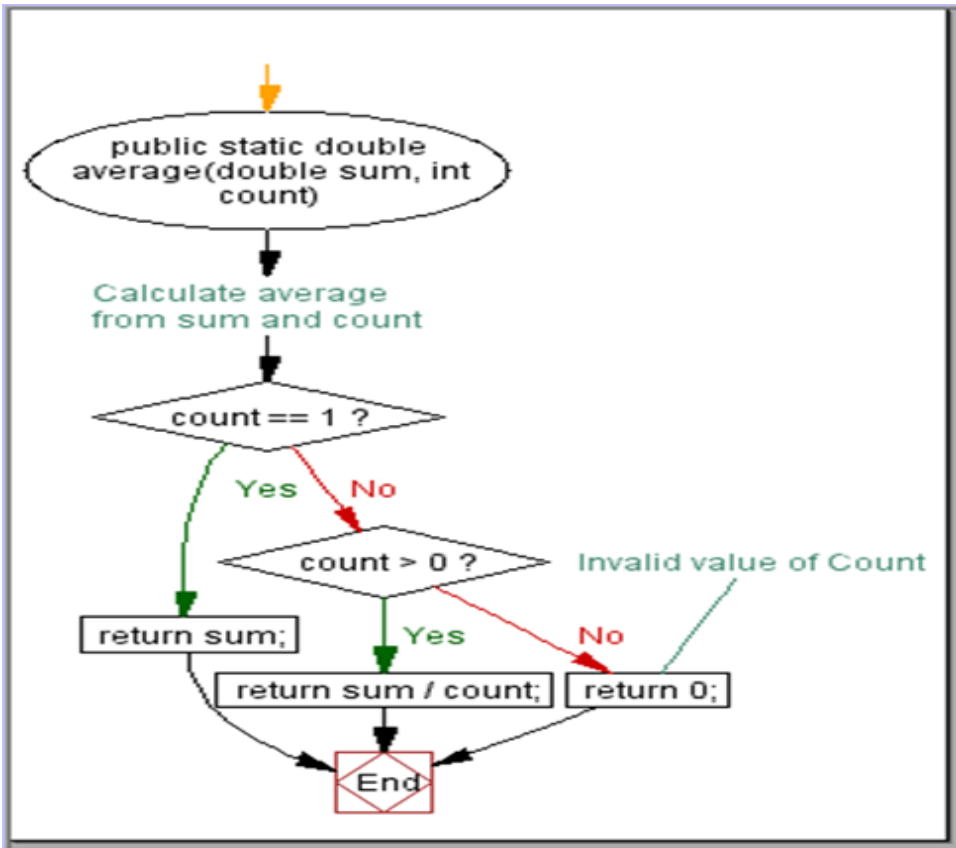 public static double
average(double sum, int
count)
Calculate average
from sum and count
count == 1 ?
Yes
No
count > 0 ?
Invalid value of Count
return sum;
Yes
No
return sum / count;
return 0;
End